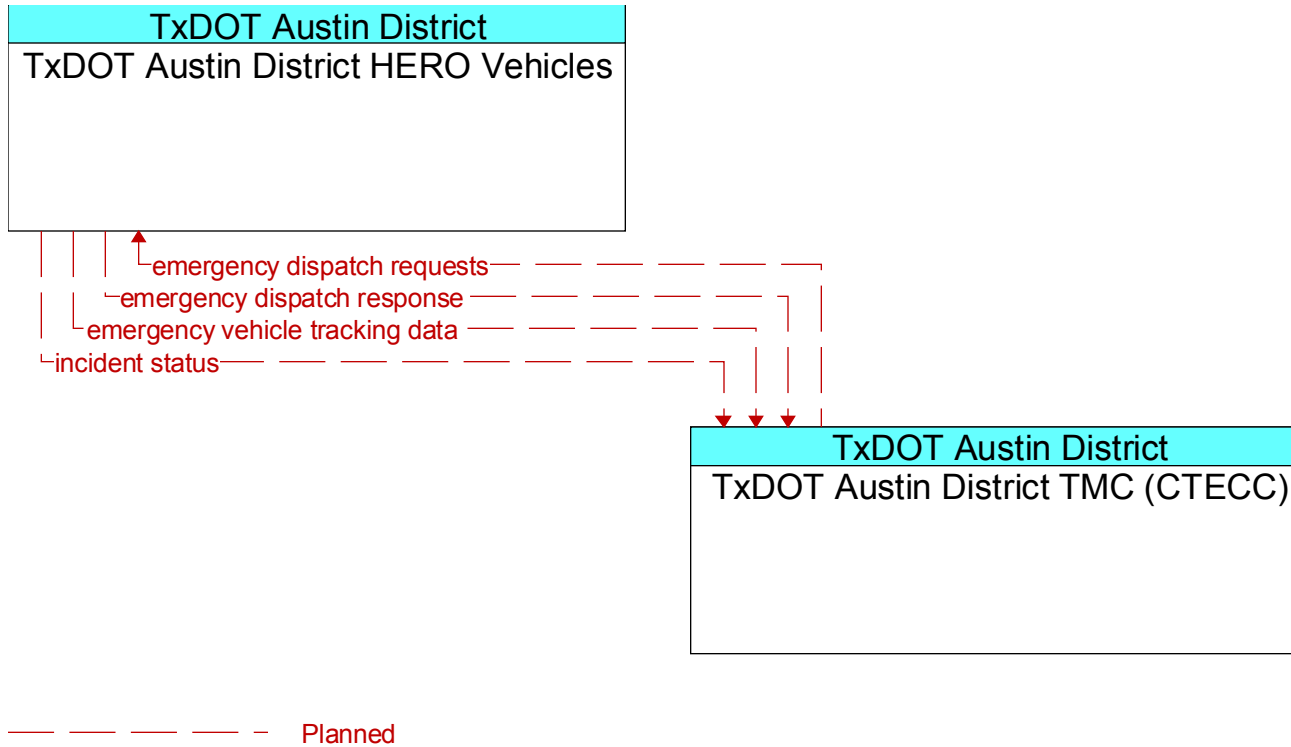 TxDOT Austin District
TxDOT Austin District HERO Vehicles
emergency dispatch requests
emergency dispatch response
emergency vehicle tracking data
incident status
TxDOT Austin District
TxDOT Austin District TMC (CTECC)
Planned